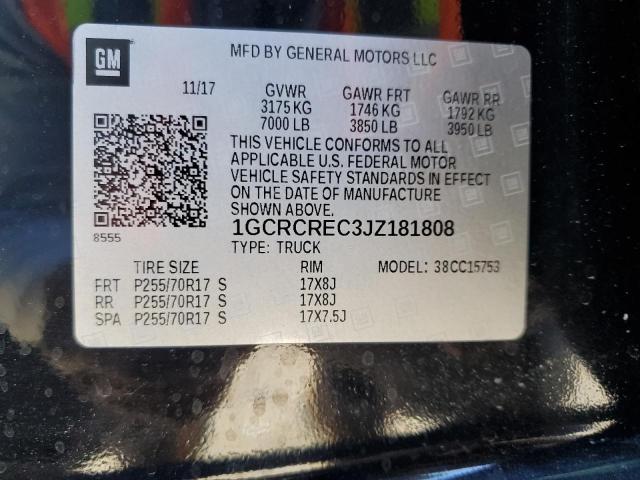 GM
MFD BY GENERAL MOTORS LLC
11/17 GVWR GAWR FRT GAWR RR
3175 KG 1746 KG 1792 KG
7000 LB 3850 LB 3950 LB
THIS VEHICLE CONFORMS TO ALL
APPLICABLE U.S. FEDERAL MOTOR
VEHICLE SAFETY STANDARDS IN EFFECT
ON THE DATE OF MANUFACTURE
SHOWN ABOVE.
8555
1GCRCREC3JZ181808
TYPE: TRUCK
TIRE SIZE RIM MODEL: 38CC15753
FRT P255/70R17 S 17X8J
RR P255/70R17 S 17X8J
SPA P255/70R17 S 17X7.5J